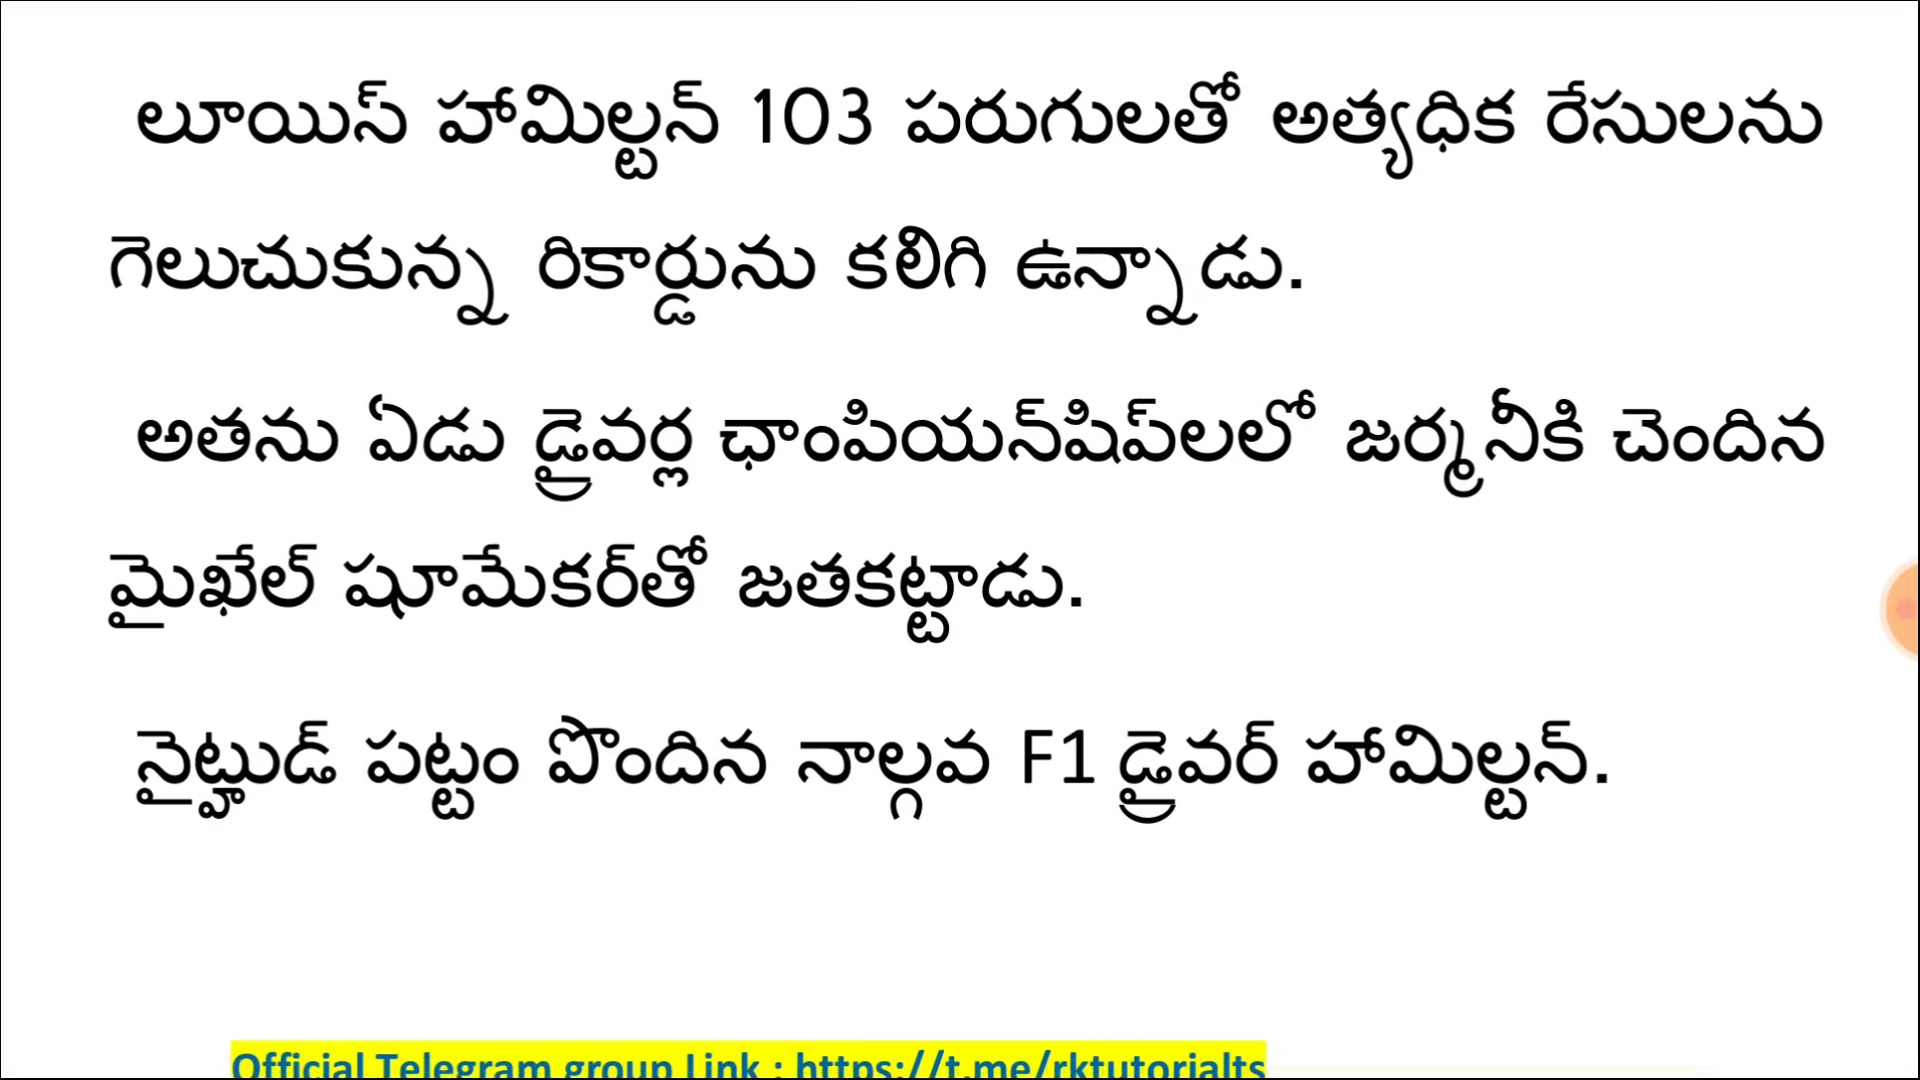 లూయిస్ హామిల్టన్ 103 పరుగులతో అత్యధిక రేసులను
గెలుచుకున్న రికార్డును కలిగి ఉన్నాడు.
అతను ఏడు డ్రైవర్ల ఛాంపియన్‌షిప్‌లలో జర్మనీకి చెందిన
మైఖేల్ షూమేకర్‌తో జతకట్టాడు.
నైట్హుడ్ పట్టం పొందిన నాల్గవ F1 డ్రైవర్ హామిల్టన్.
Official Telegram group Link : https://t.me/rktutorialts